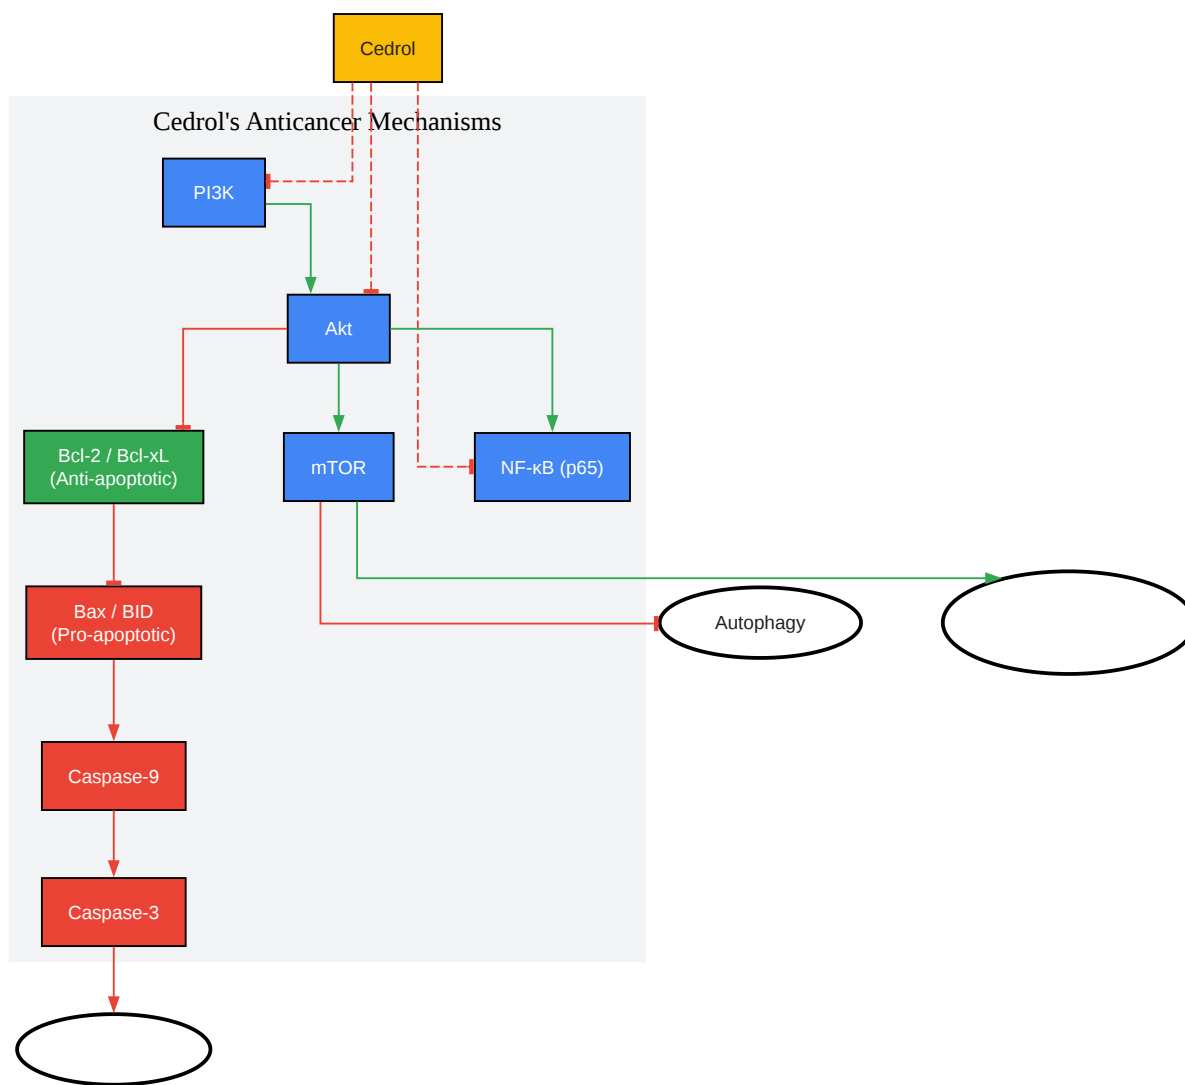 Cedrol
Cedrol's Anticancer Mechanisms
PI3K
Akt
Bcl-2 / Bcl-xL
(Anti-apoptotic)
mTOR
NF-κB (p65)
Bax / BID
(Pro-apoptotic)
Autophagy
Caspase-9
Caspase-3